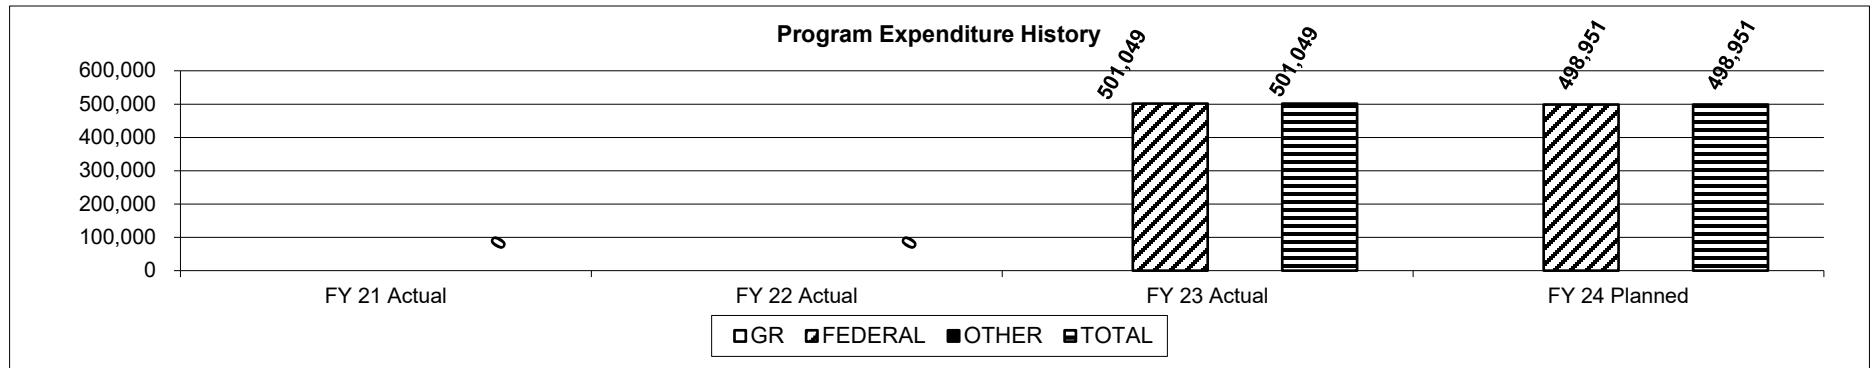 Program Expenditure History
501,049
501,049
498,951
498,951
600,000
500,000
400,000
300,000
200,000
100,000
0
0
0
FY 21 Actual
FY 22 Actual
FY 23 Actual
FY 24 Planned
GR FEDERAL OTHER TOTAL